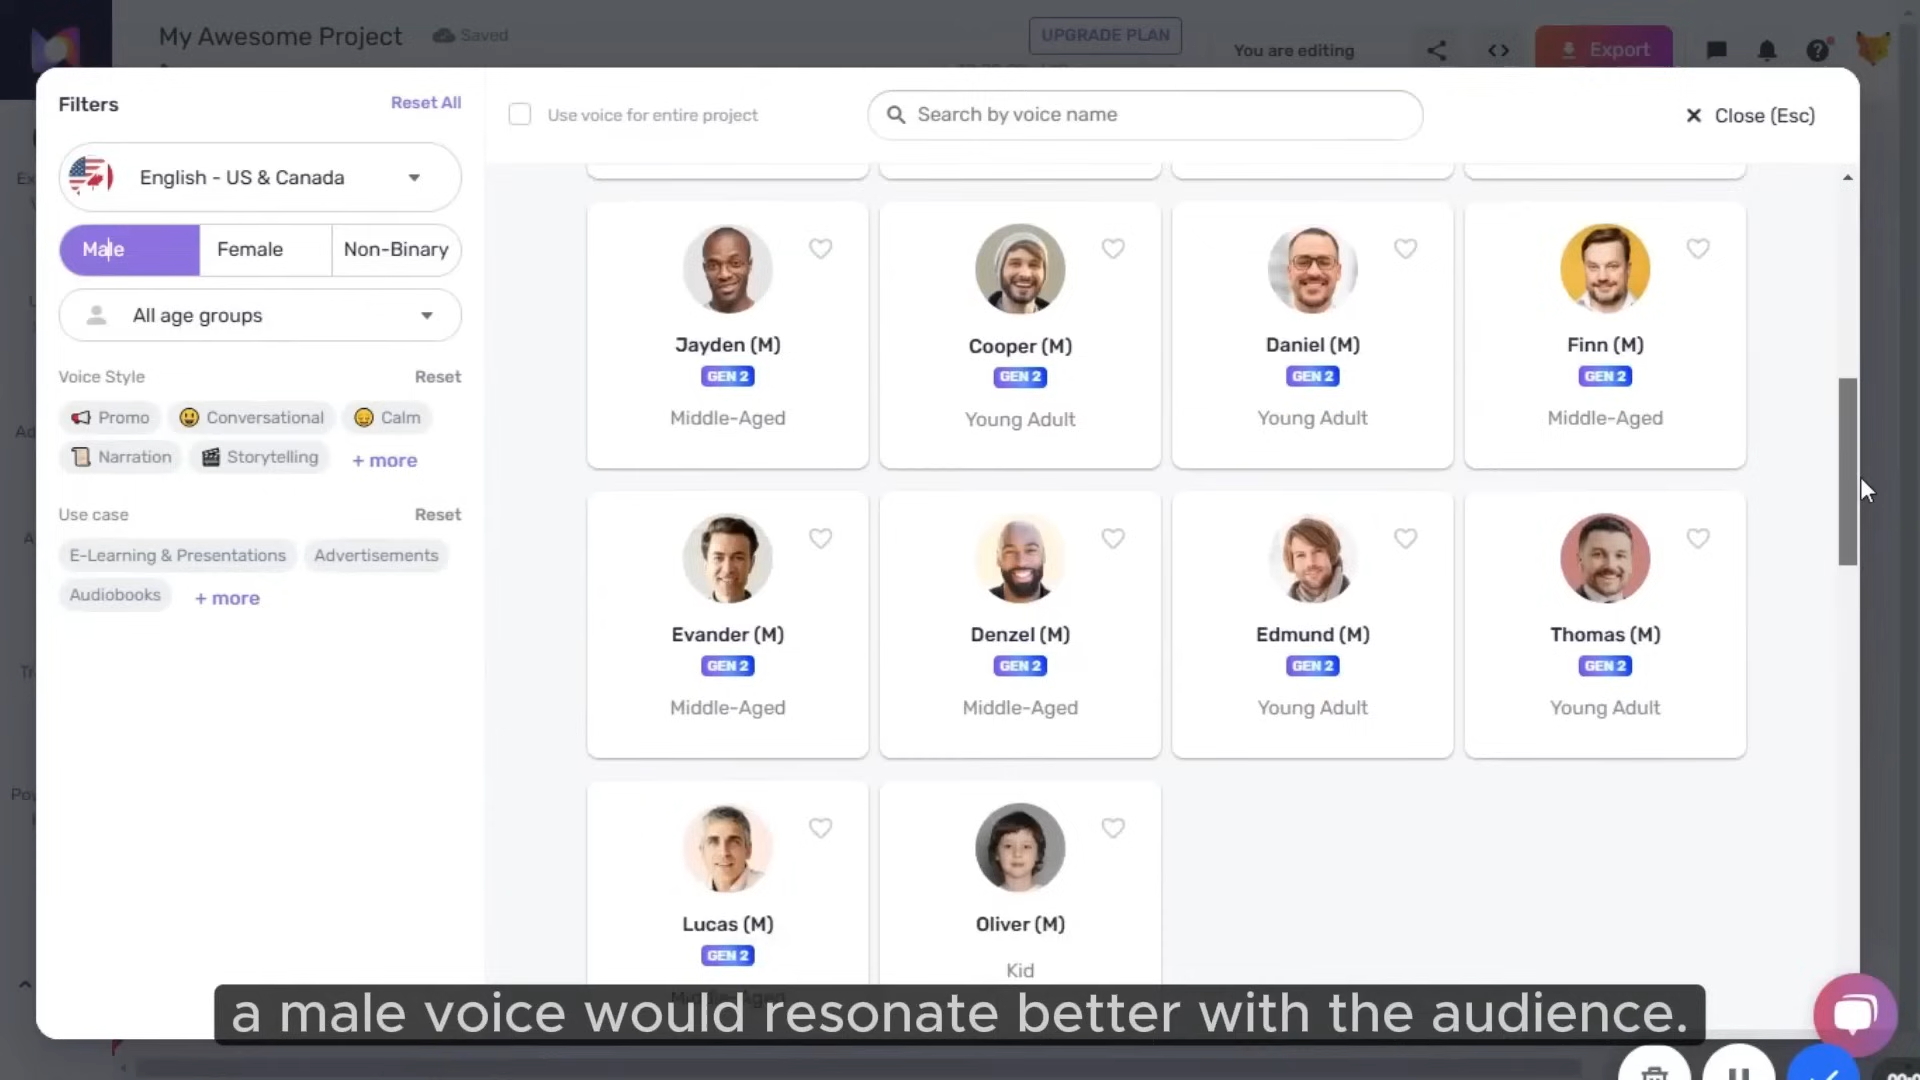 My Awesome Project
Saved
UPGRADE PLAN
You are editing
Export
Filters
Reset All
Use voice for entire project
Search by voice name
Close (Esc)
English - US & Canada
Male
Female
Non-Binary
All age groups
Voice Style
Reset
Promo
Conversational
Calm
Narration
Storytelling
+ more
Use case
Reset
E-Learning & Presentations
Advertisements
Audiobooks
+ more
Jayden (M)
GEN 2
Middle-Aged
Cooper (M)
GEN 2
Young Adult
Daniel (M)
GEN 2
Young Adult
Finn (M)
GEN 2
Middle-Aged
Evander (M)
GEN 2
Middle-Aged
Denzel (M)
GEN 2
Middle-Aged
Edmund (M)
GEN 2
Young Adult
Thomas (M)
GEN 2
Young Adult
Lucas (M)
GEN 2
Oliver (M)
Kid
a male voice would resonate better with the audience.